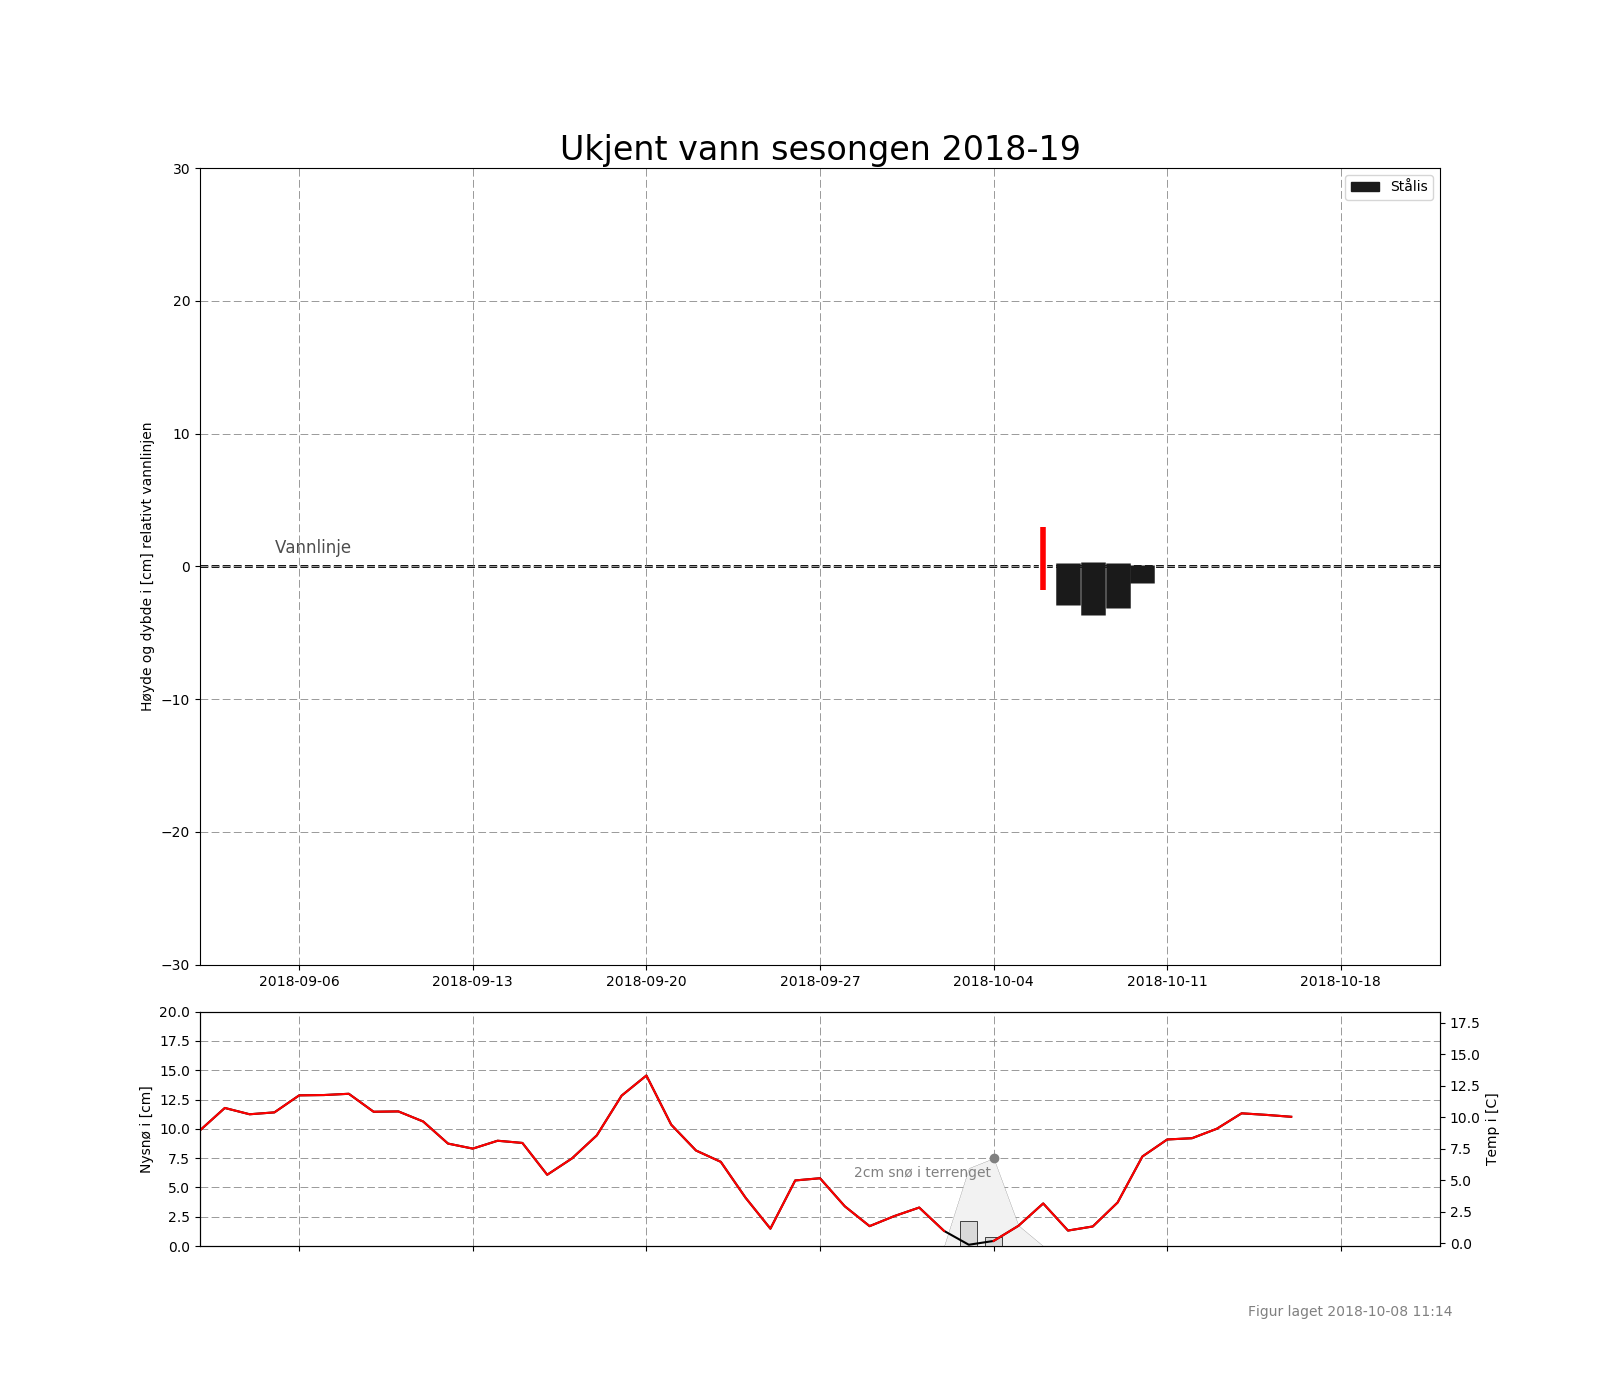 Ukjent vann sesongen 2018-19
Stålis
30
20
10
0
−10
−20
−30
Høyde og dybde i [cm] relativt vannlinjen
Vannlinje
2018-09-06 2018-09-13 2018-09-20 2018-09-27 2018-10-04 2018-10-11 2018-10-18
20.0
17.5
15.0
12.5
10.0
7.5
5.0
2.5
0.0
Nysnø i [cm]
2cm snø i terrenget
17.5
15.0
12.5
10.0
7.5
5.0
2.5
0.0
Temp i [C]
Figur laget 2018-10-08 11:14